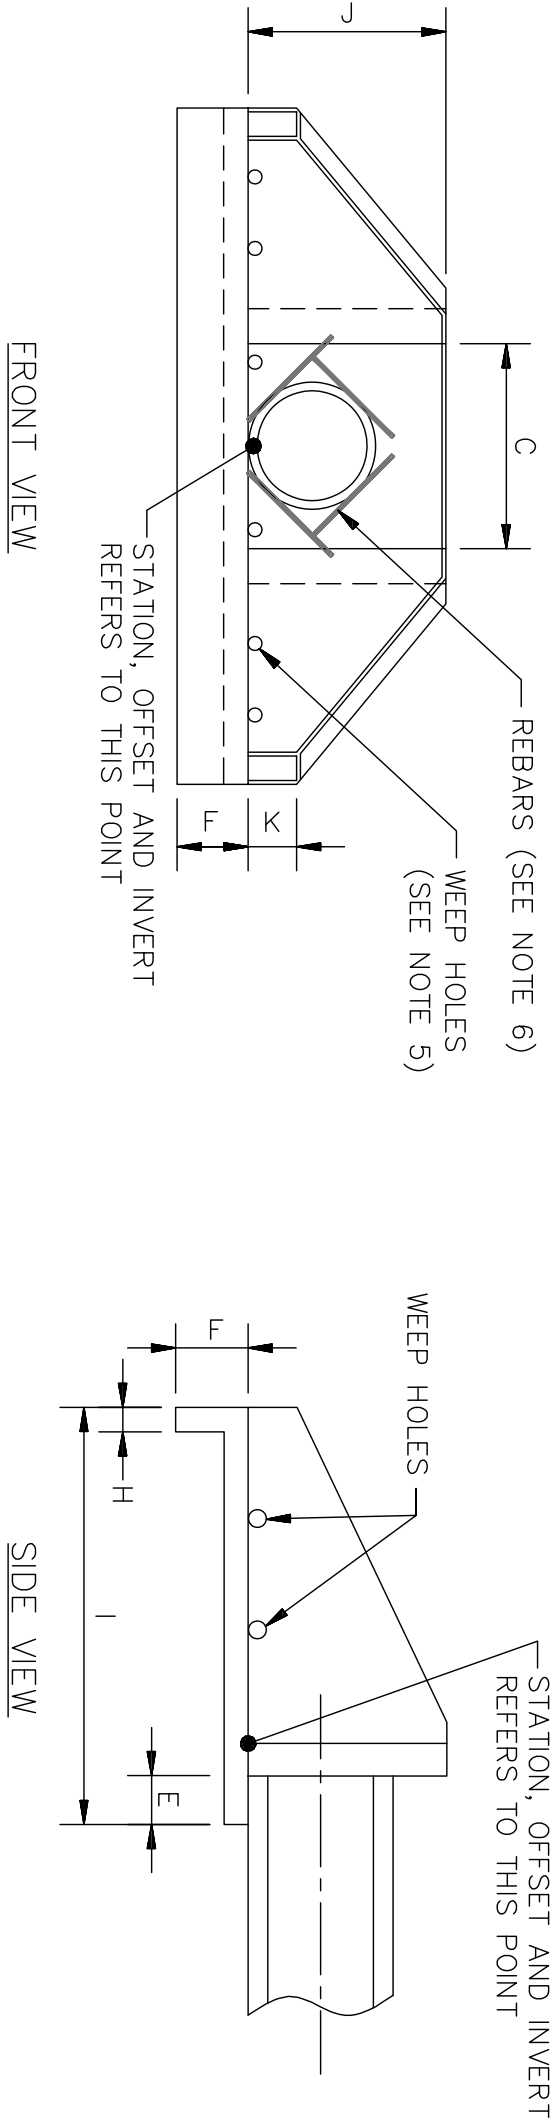 J
C
REBARS (SEE NOTE 6)
WEEP HOLES
(SEE NOTE 5)
K
F
STATION, OFFSET AND INVERT
REFERS TO THIS POINT
FRONT VIEW
STATION, OFFSET AND INVERT
REFERS TO THIS POINT
WEEP HOLES
F
H
I
E
SIDE VIEW